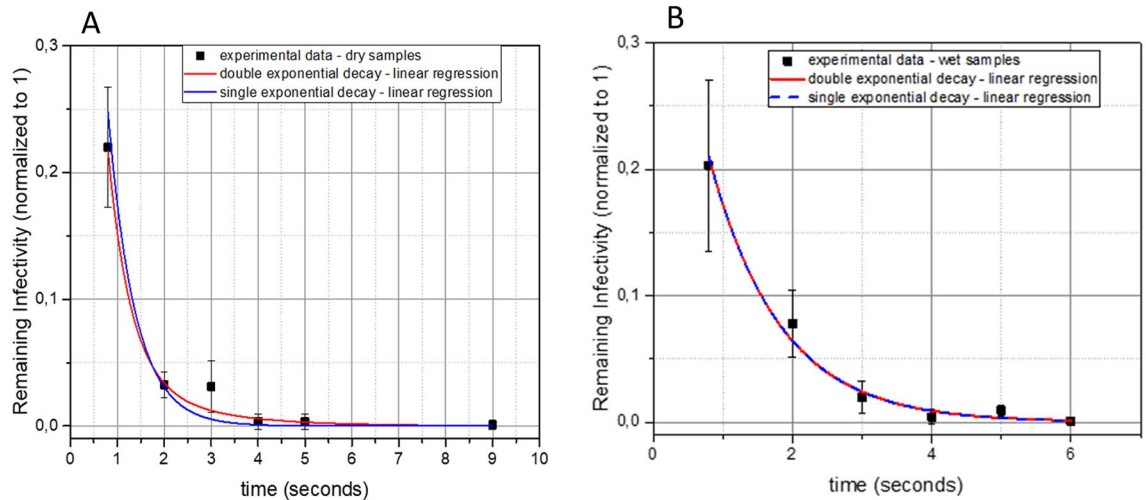 A
0,3
experimental data - dry samples
double exponential decay - linear regression
single exponential decay - linear regression
0,2
0,1
0,0
Remaining Infectivity (normalized to 1)
0 1 2 3 4 5 6 7 8 9 10
time (seconds)
B
0,3
experimental data - wet samples
double exponential decay - linear regression
single exponential decay - linear regression
0,2
0,1
0,0
Remaining Infectivity (normalized to 1)
0 2 4 6
time (seconds)